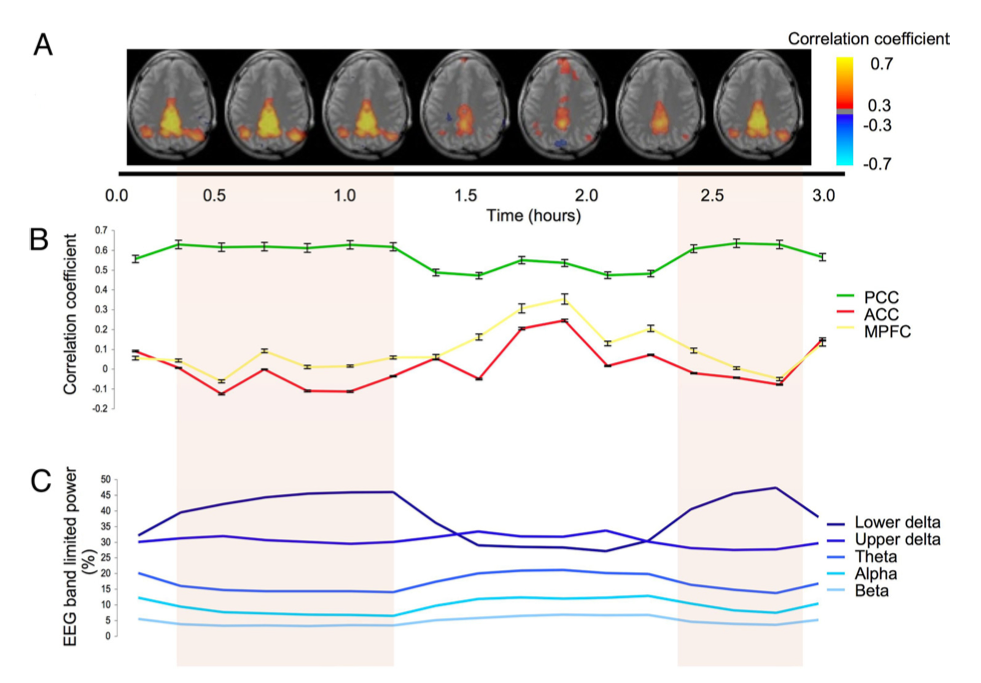 A
Correlation coefficient
0.7
0.3
-0.3
-0.7
0.0 0.5 1.0 1.5 2.0 2.5 3.0
Time (hours)
B
Correlation coefficient
0.7
0.6
0.5
0.4
0.3
0.2
0.1
0
-0.1
-0.2
PCC
ACC
MPFC
C
EEG band limited power
(%)
50
45
40
35
30
25
20
15
10
5
0
Lower delta
Upper delta
Theta
Alpha
Beta